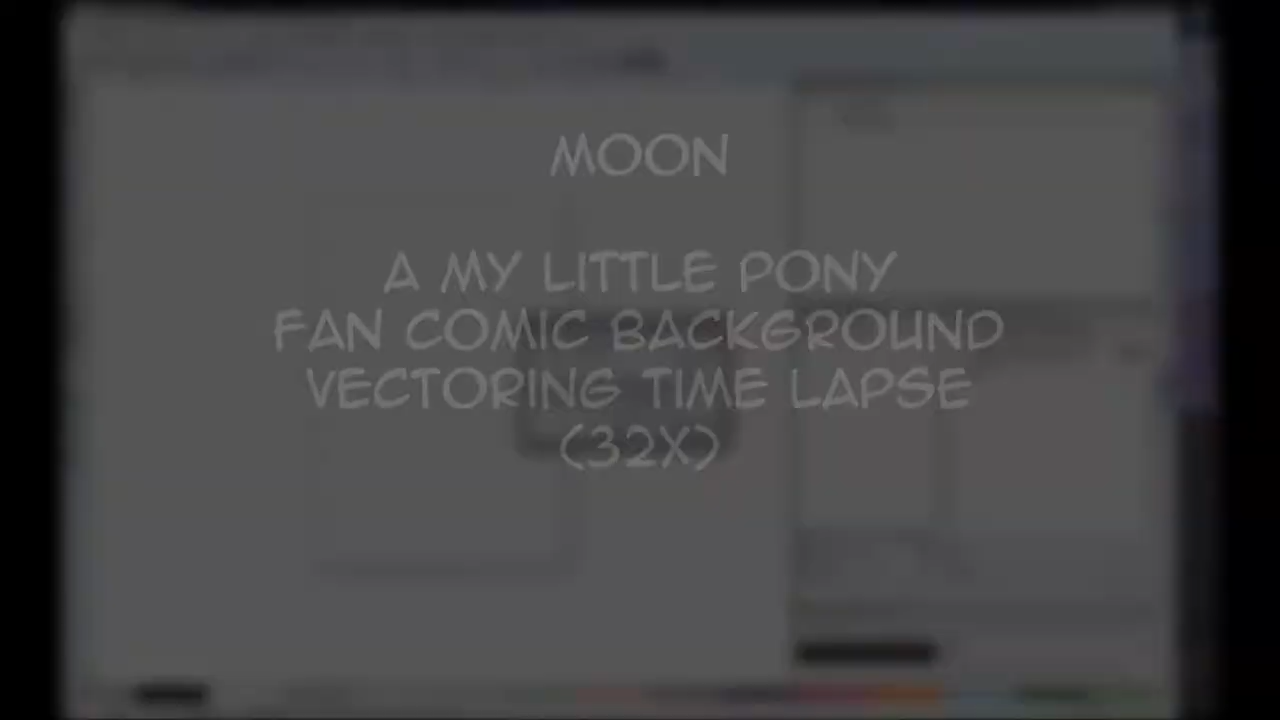 MOON
A MY LITTLE PONY
FAN COMIC BACKGROUND
VECTORING TIME LAPSE
(32X)